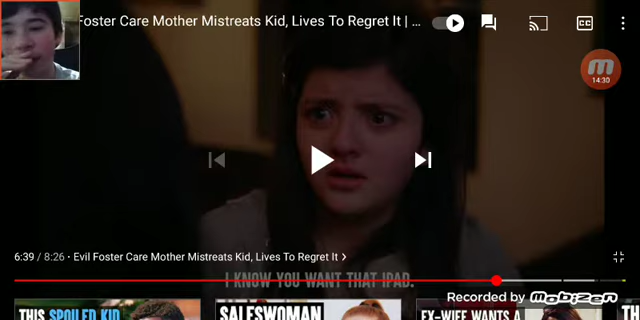 Foster Care Mother Mistreats Kid, Lives To Regret It | ...
CC
14:30
6:39 / 8:26 • Evil Foster Care Mother Mistreats Kid, Lives To Regret It >
I KNOW YOU WANT THAT IPAD.
Recorded by MOBIZEN
THIS SPOILED KID
SALESWOMAN
EX-WIFE WANTS A